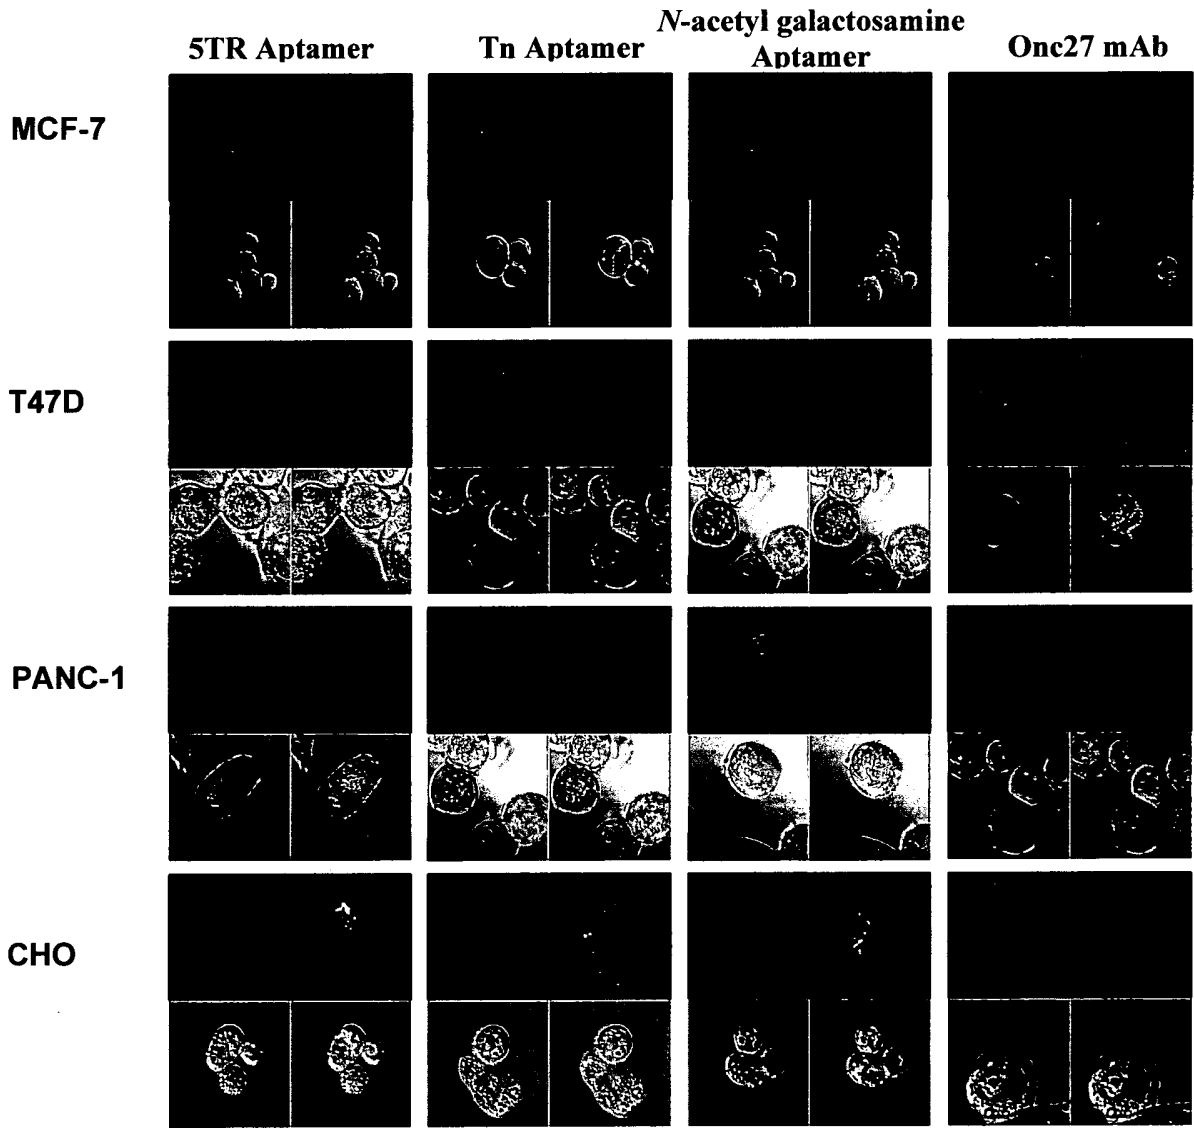 5TR Aptamer
Tn Aptamer
N-acetyl galactosamine
Aptamer
Onc27 mAb
MCF-7
T47D
PANC-1
CHO